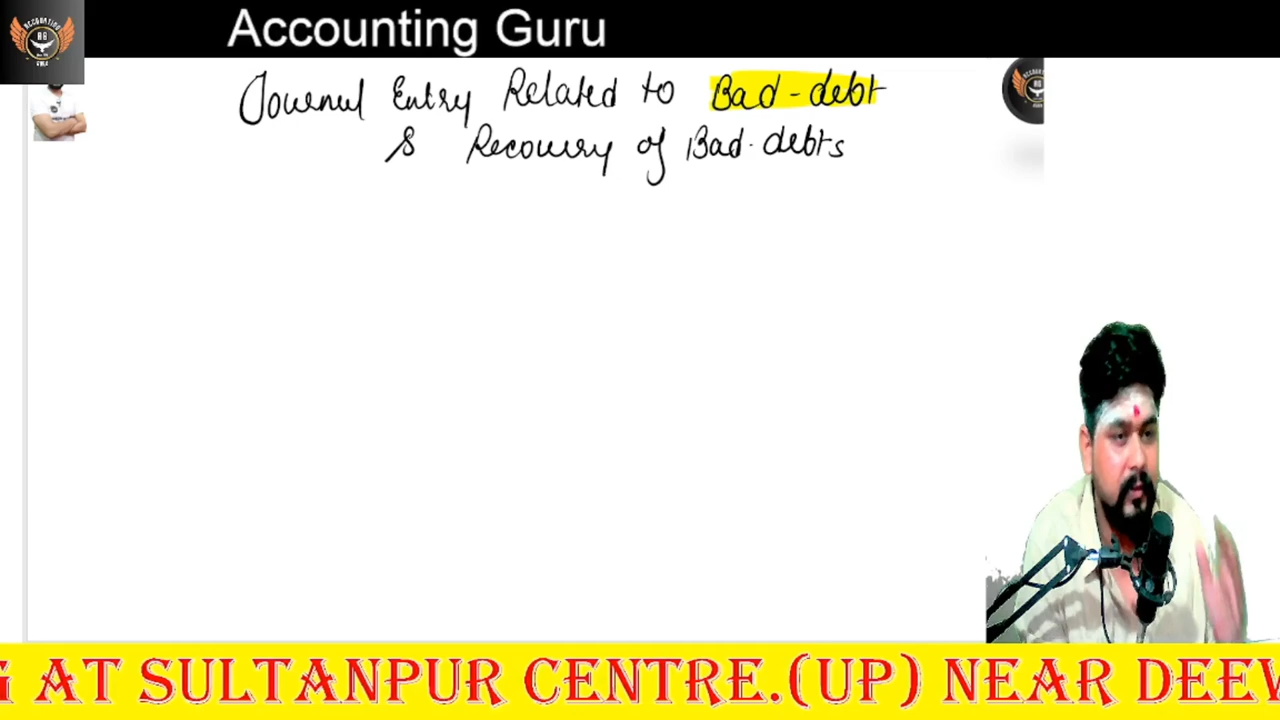 Accounting Guru
Journal Entry Related to Bad-debt
& Recovery of Bad-debts
G AT SULTANPUR CENTRE.(UP) NEAR DEEV